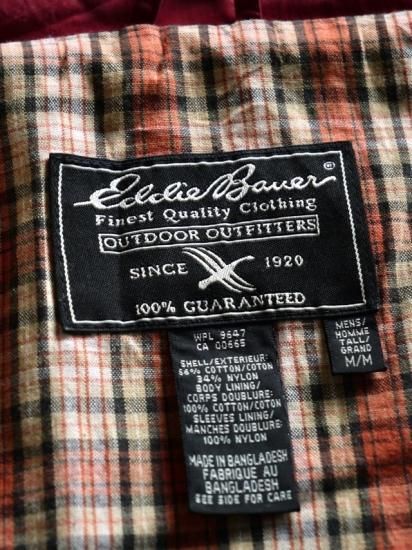 Eddie Bauer®
Finest Quality Clothing
OUTDOOR OUTFITTERS
SINCE 1920
100% GUARANTEED
MENS/
HOMME
TALL/
GRAND
M/M
WPL 9647
CA 00665
SHELL/EXTERIEUR:
66% COTTON/COTON
34% NYLON
BODY LINING/
CORPS DOUBLURE:
100% COTTON/COTON
SLEEVES LINING/
MANCHES DOUBLURE:
100% NYLON
MADE IN BANGLADESH
FABRIQUE AU
BANGLADESH
SEE SIDE FOR CARE